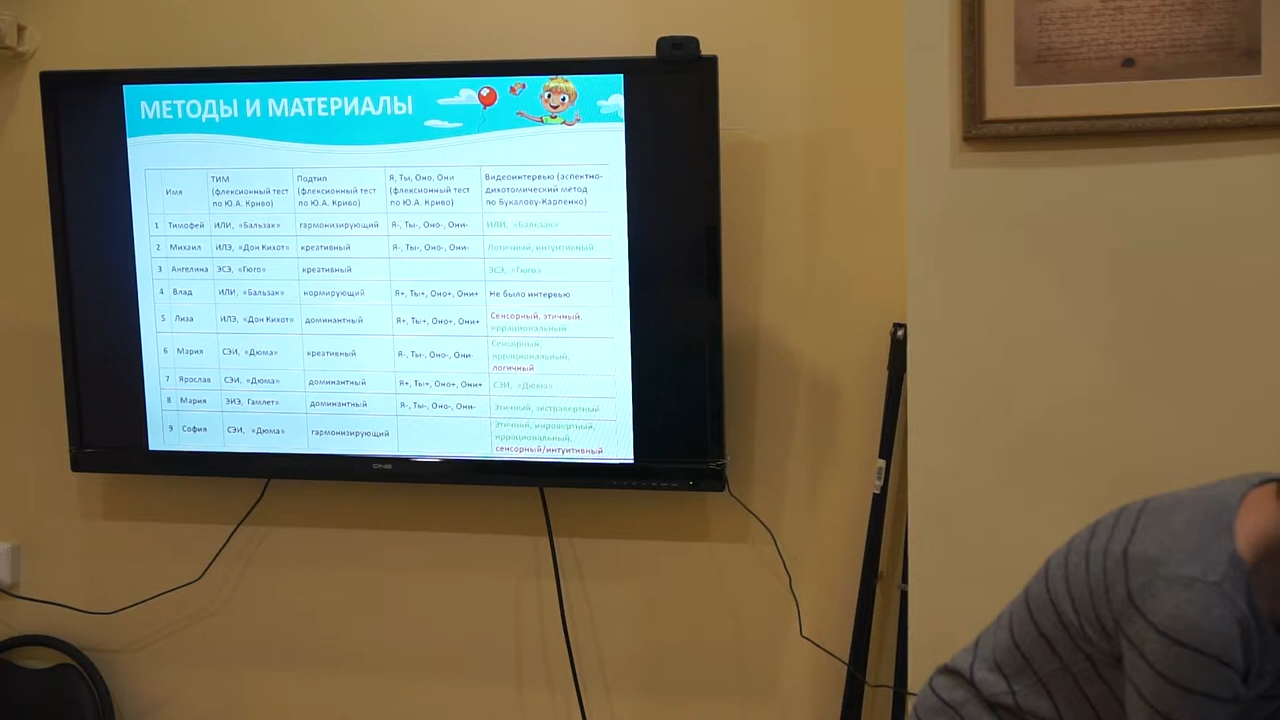 МЕТОДЫ И МАТЕРИАЛЫ
Имя
ТИМ
(флексионный тест
по Ю.А. Криво)
Подтип
(флексионный тест
по Ю.А. Криво)
Я, Ты, Оно, Они
(флексионный тест
по Ю.А. Криво)
Видеоинтервью (аспектно-
дихотомический метод
по Букалову-Карпенко)
1 Тимофей ИЛИ, «Бальзак» гармонизирующий Я-, Ты-, Оно-, Они- ИЛИ, «Бальзак»
2 Михаил ИЛЭ, «Дон Кихот» креативный Я-, Ты-, Оно-, Они- Логичный, интуитивный
3 Ангелина ЭСЭ, «Гюго» креативный ЭСЭ, «Гюго»
4 Влад ИЛИ, «Бальзак» нормирующий Я+, Ты+, Оно+, Они+ Не было интервью
5 Лиза ИЛЭ, «Дон Кихот» доминантный Я+, Ты+, Оно+, Они+ Сенсорный, этичный,
иррациональный
6 Мария СЭИ, «Дюма» креативный Я-, Ты-, Оно-, Они- Сенсорный,
иррациональный,
логичный
7 Ярослав СЭИ, «Дюма» доминантный Я+, Ты+, Оно+, Они+ СЭИ, «Дюма»
8 Мария ЭИЭ, Гамлет» доминантный Я-, Ты-, Оно-, Они- Этичный, экстравертный
9 София СЭИ, «Дюма» гармонизирующий Этичный, интровертный,
иррациональный,
сенсорный/интуитивный
DNS